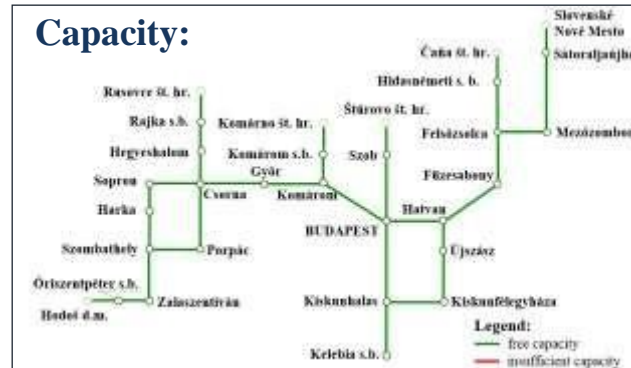 Capacity:
Slovenské
Nové Mesto
Čaňa št. hr.
Sátoraljaújhely
Hidasnémeti s. b.
Rusovce št. hr.
Štúrovo št. hr.
Rajka s.b.
Komárno št. hr.
Felsőzsolca
Mezőzombor
Hegyeshalom
Komárom s.b.
Szob
Győr
Füzesabony
Sopron
Csorna
Komárom
Hatvan
Harka
BUDAPEST
Szombathely
Porpác
Újszász
Őriszentpéter s.b.
Zalaszentiván
Kiskunhalas
Kiskunfélegyháza
Hodoš d.m.
Legend:
free capacity
insufficient capacity
Kelebia s.b.